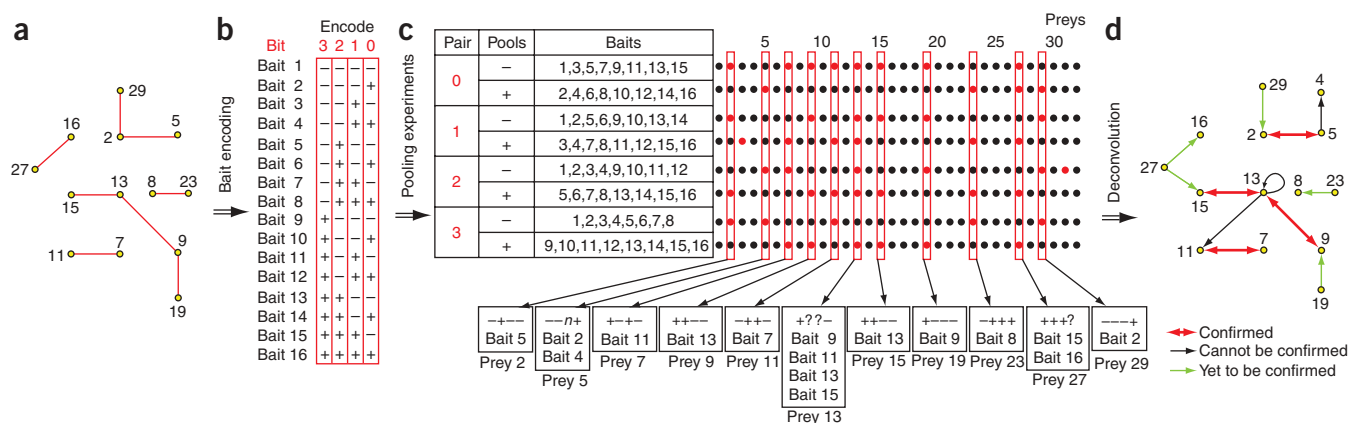 a
29
16
5
2
27
13
8
23
15
11
7
9
19
b
Bait encoding
Encode
Bit 3 2 1 0
Bait 1 − − − −
Bait 2 − − − +
Bait 3 − − + −
Bait 4 − − + +
Bait 5 − + − −
Bait 6 − + − +
Bait 7 − + + −
Bait 8 − + + +
Bait 9 + − − −
Bait 10 + − − +
Bait 11 + − + −
Bait 12 + − + +
Bait 13 + + − −
Bait 14 + + − +
Bait 15 + + + −
Bait 16 + + + +
c
Pooling experiments
Pair Pools Baits
0 − 1,3,5,7,9,11,13,15
+ 2,4,6,8,10,12,14,16
1 − 1,2,5,6,9,10,13,14
+ 3,4,7,8,11,12,15,16
2 − 1,2,3,4,9,10,11,12
+ 5,6,7,8,13,14,15,16
3 − 1,2,3,4,5,6,7,8
+ 9,10,11,12,13,14,15,16
Preys
5 10 15 20 25 30
−+−−
Bait 5
Prey 2
−−n+
Bait 2
Bait 4
Prey 5
+−+−
Bait 11
Prey 7
++−−
Bait 13
Prey 9
−++−
Bait 7
Prey 11
+??−
Bait 9
Bait 11
Bait 13
Bait 15
Prey 13
++−−
Bait 13
Prey 15
+−−−
Bait 9
Prey 19
−+++
Bait 8
Prey 23
+++?
Bait 15
Bait 16
Prey 27
−−−+
Bait 2
Prey 29
Deconvolution
d
29
4
16
2
5
27
13
8
23
15
11
7
9
19
Confirmed
Cannot be confirmed
Yet to be confirmed